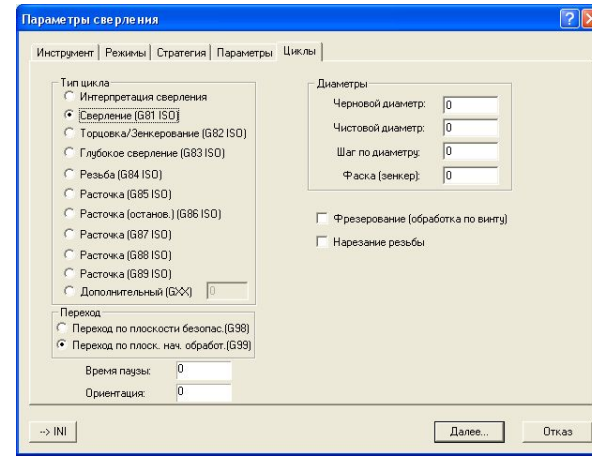 Параметры сверления
Инструмент Режимы Стратегия Параметры Циклы
Тип цикла
Интерпретация сверления
Сверление (G81 ISO)
Торцовка/Зенкерование (G82 ISO)
Глубокое сверление (G83 ISO)
Резьба (G84 ISO)
Расточка (G85 ISO)
Расточка (останов.) (G86 ISO)
Расточка (G87 ISO)
Расточка (G88 ISO)
Расточка (G89 ISO)
Дополнительный (GXX) 0
Переход
Переход по плоскости безопас.(G98)
Переход по плоск. нач. обработ.(G99)
Время паузы: 0
Ориентация: 0
Диаметры
Черновой диаметр: 0
Чистовой диаметр: 0
Шаг по диаметру: 0
Фаска (зенкер): 0
Фрезерование (обработка по винту)
Нарезание резьбы
--> INI
Далее...
Отказ